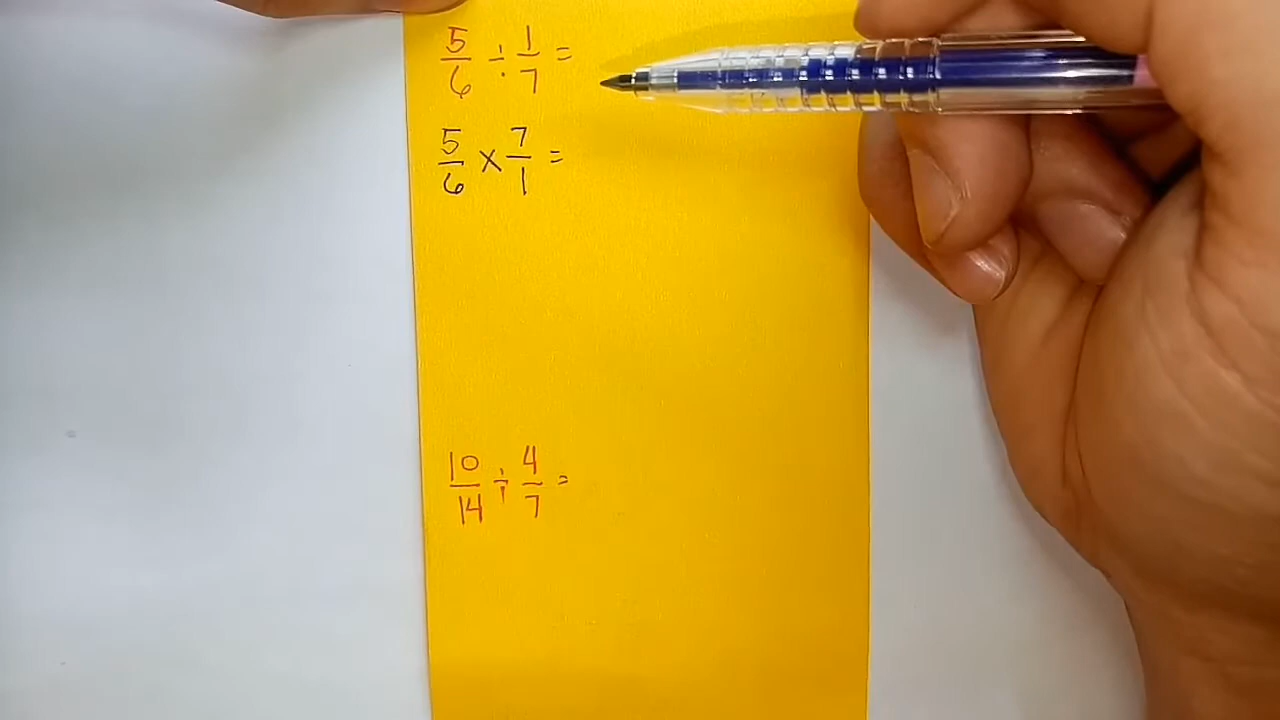 5/6 ÷ 1/7 =
5/6 × 7/1 =
10/14 ÷ 4/7 =